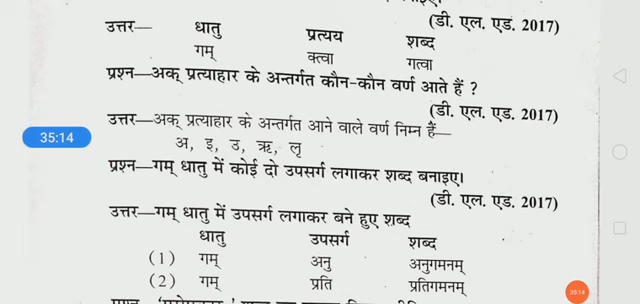 (डी. एल. एड. 2017)
उत्तर— धातु प्रत्यय शब्द
गम् क्त्वा गत्वा
प्रश्न—अक् प्रत्याहार के अन्तर्गत कौन-कौन वर्ण आते हैं ?
(डी. एल. एड. 2017)
उत्तर—अक् प्रत्याहार के अन्तर्गत आने वाले वर्ण निम्न हैं—
अ, इ, उ, ऋ, लृ
35:14
प्रश्न—गम् धातु में कोई दो उपसर्ग लगाकर शब्द बनाइए।
(डी. एल. एड. 2017)
उत्तर—गम् धातु में उपसर्ग लगाकर बने हुए शब्द
धातु उपसर्ग शब्द
(1) गम् अनु अनुगमनम्
(2) गम् प्रति प्रतिगमनम्
35:14